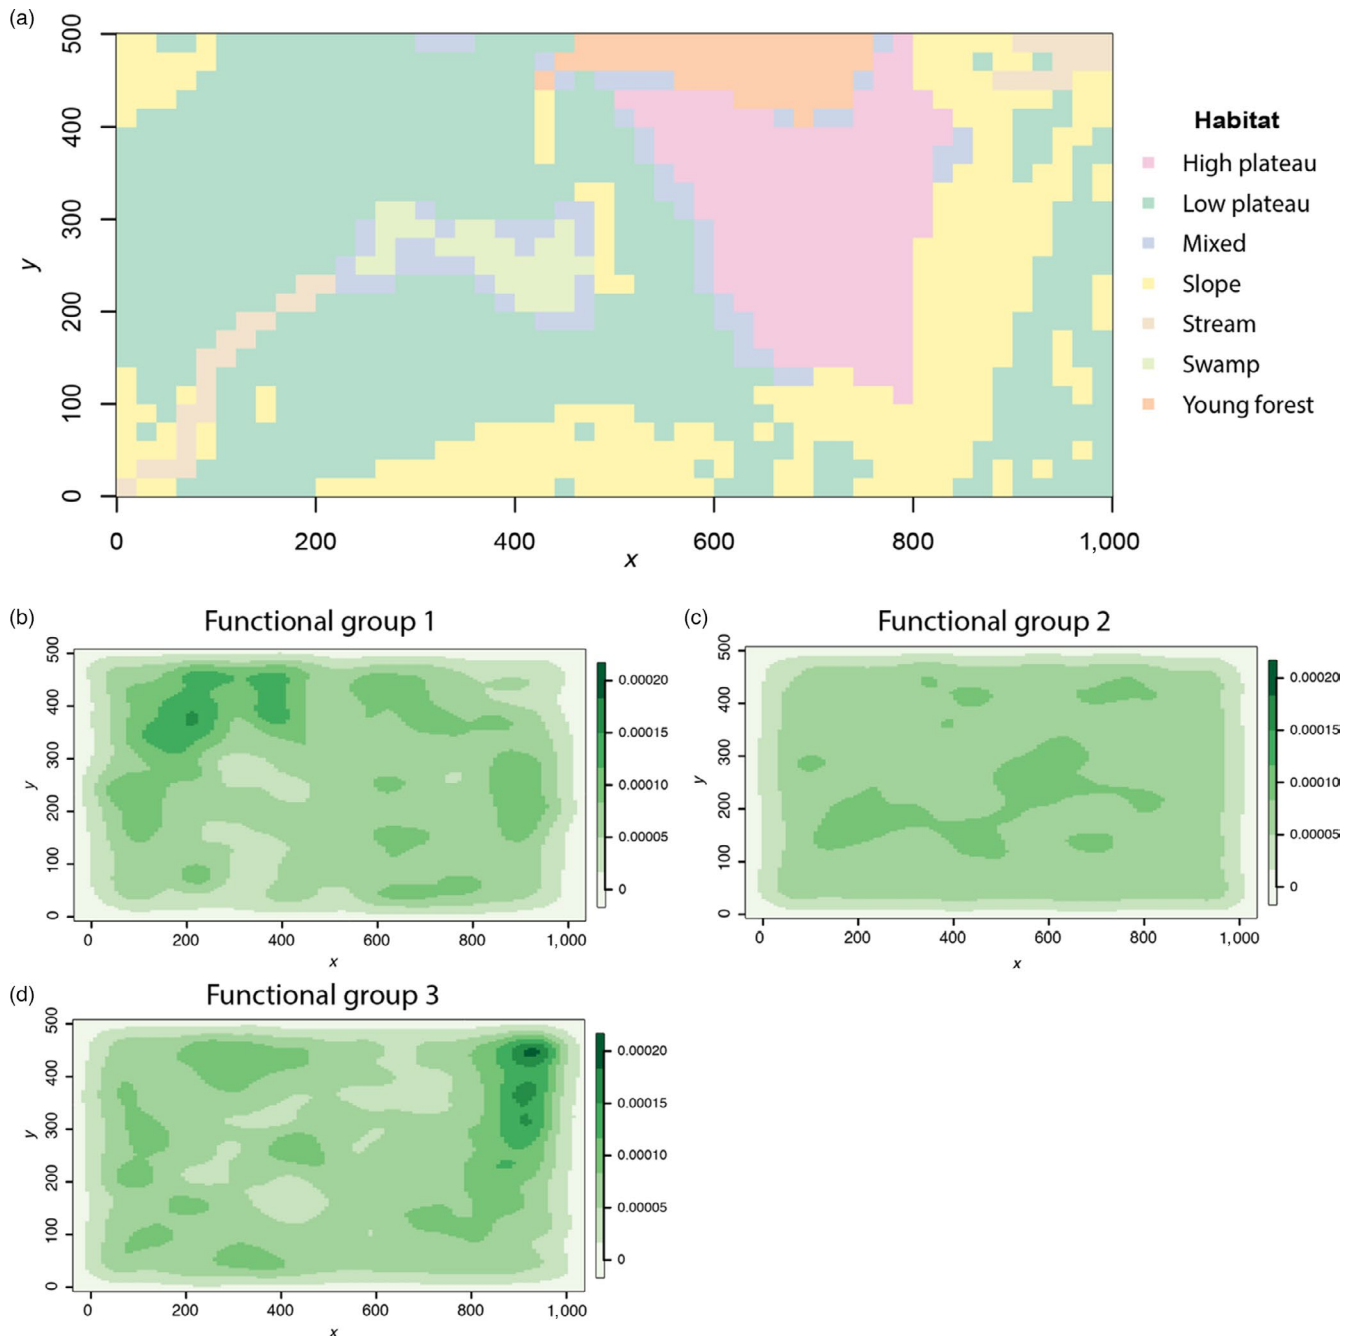 (a)
500
400
300
200
100
0
y
0 200 400 600 800 1,000
x
Habitat
High plateau
Low plateau
Mixed
Slope
Stream
Swamp
Young forest
(b)
Functional group 1
500
400
300
200
100
0
y
0 200 400 600 800 1,000
x
0.00020
0.00015
0.00010
0.00005
0
(c)
Functional group 2
500
400
300
200
100
0
y
0 200 400 600 800 1,000
x
0.00020
0.00015
0.00010
0.00005
0
(d)
Functional group 3
500
400
300
200
100
0
y
0 200 400 600 800 1,000
x
0.00020
0.00015
0.00010
0.00005
0